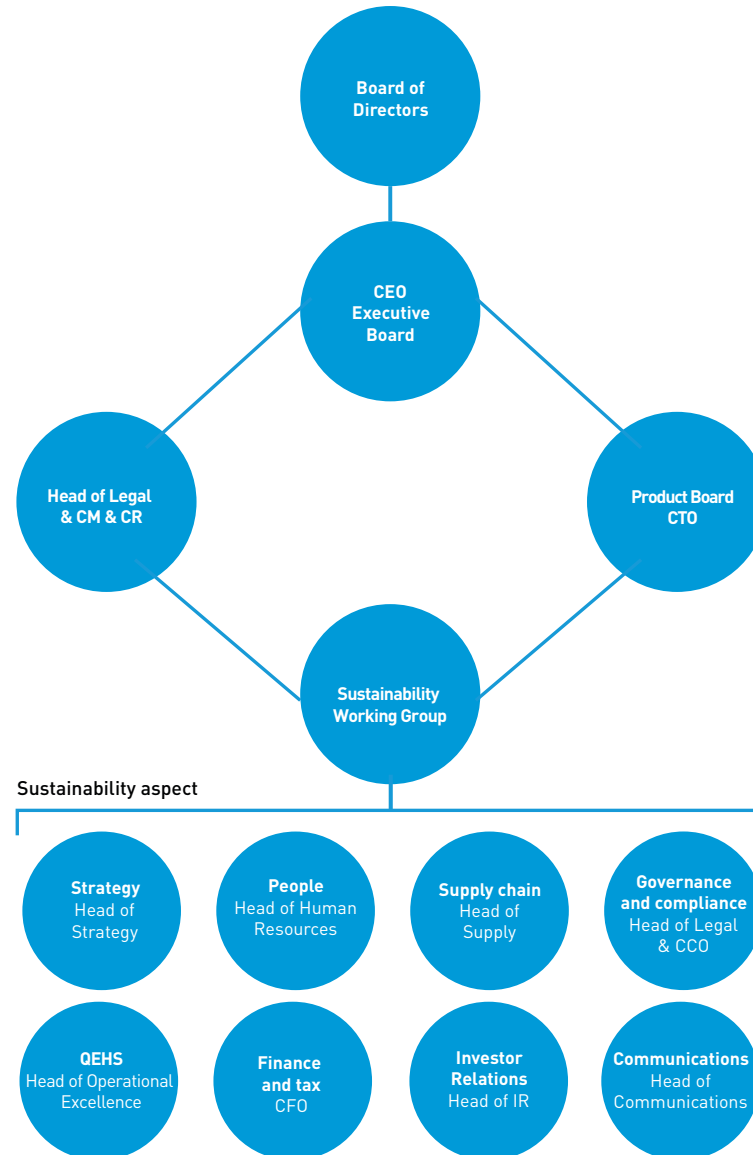 Board of
Directors
CEO
Executive
Board
Head of Legal
& CM & CR
Product Board
CTO
Sustainability
Working Group
Sustainability aspect
Strategy
Head of
Strategy
People
Head of Human
Resources
Supply chain
Head of
Supply
Governance
and compliance
Head of Legal
& CCO
QEHS
Head of Operational
Excellence
Finance
and tax
CFO
Investor
Relations
Head of IR
Communications
Head of
Communications